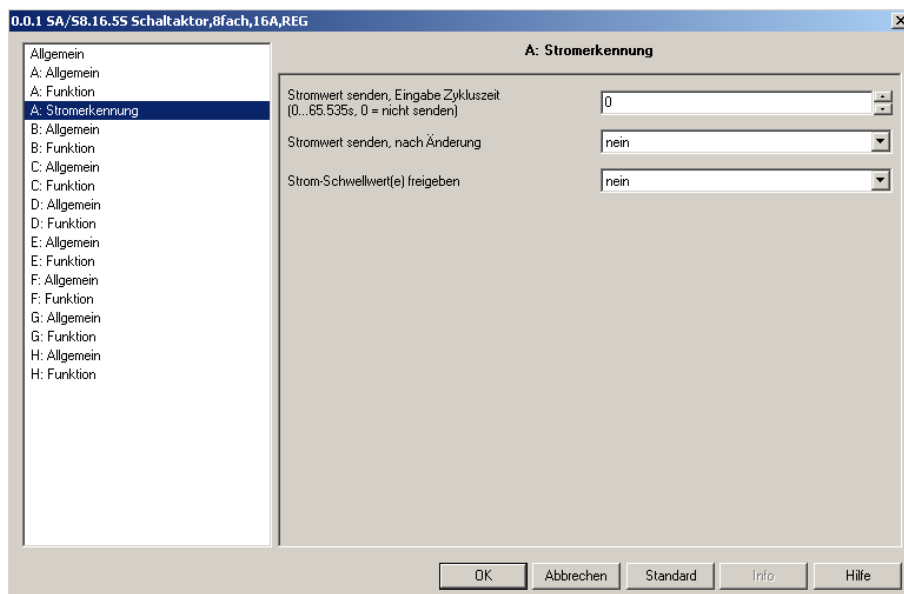 0.0.1 SA/S8.16.5S Schaltaktor,8fach,16A,REG
Allgemein
A: Allgemein
A: Funktion
A: Stromerkennung
B: Allgemein
B: Funktion
C: Allgemein
C: Funktion
D: Allgemein
D: Funktion
E: Allgemein
E: Funktion
F: Allgemein
F: Funktion
G: Allgemein
G: Funktion
H: Allgemein
H: Funktion
A: Stromerkennung
Stromwert senden, Eingabe Zykluszeit
(0...65.535s, 0 = nicht senden)
0
Stromwert senden, nach Änderung
nein
Strom-Schwellwert(e) freigeben
nein
OK
Abbrechen
Standard
Info
Hilfe